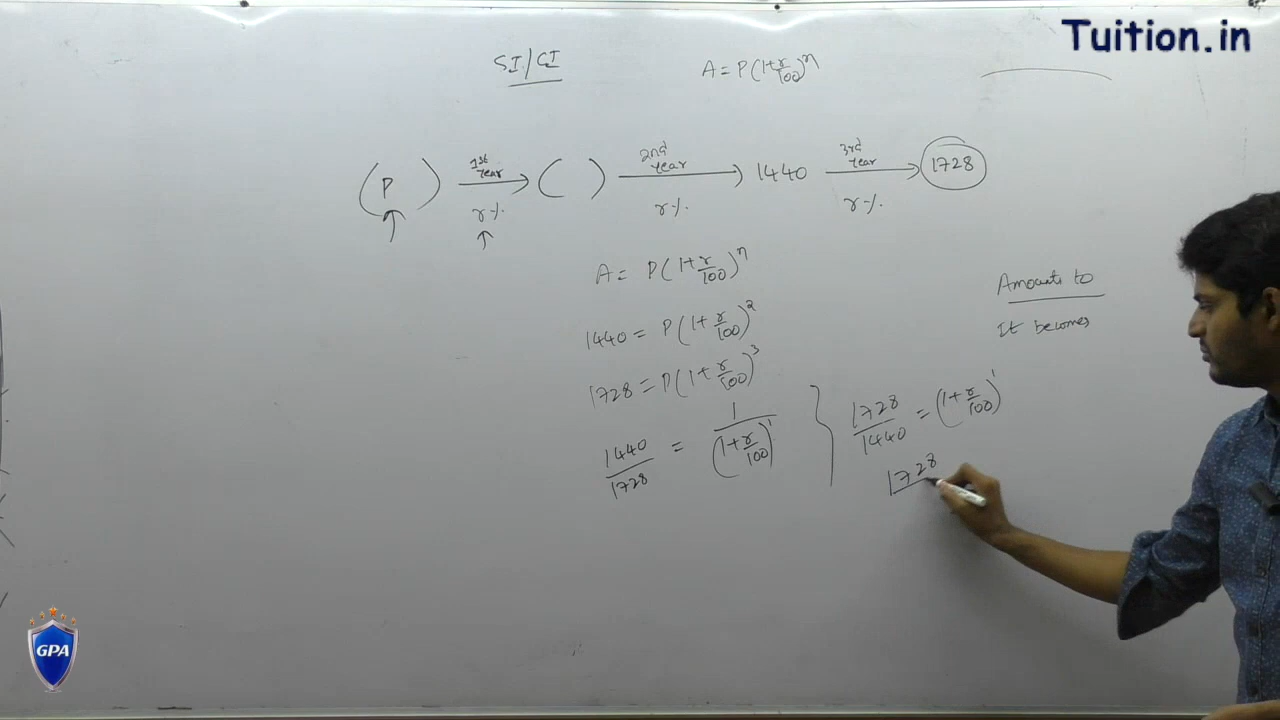 Tuition.in
SI/CI
A = P(1+r/100)^n
(P) 1st year r%. → ( ) 2nd year r%. → 1440 3rd year r%. → 1728
A = P(1+r/100)^n
1440 = P(1+r/100)^2
1728 = P(1+r/100)^3
1440/1728 = 1/(1+r/100)^1
1728/1440 = (1+r/100)^1
1728
Amounts to
It becomes
GPA